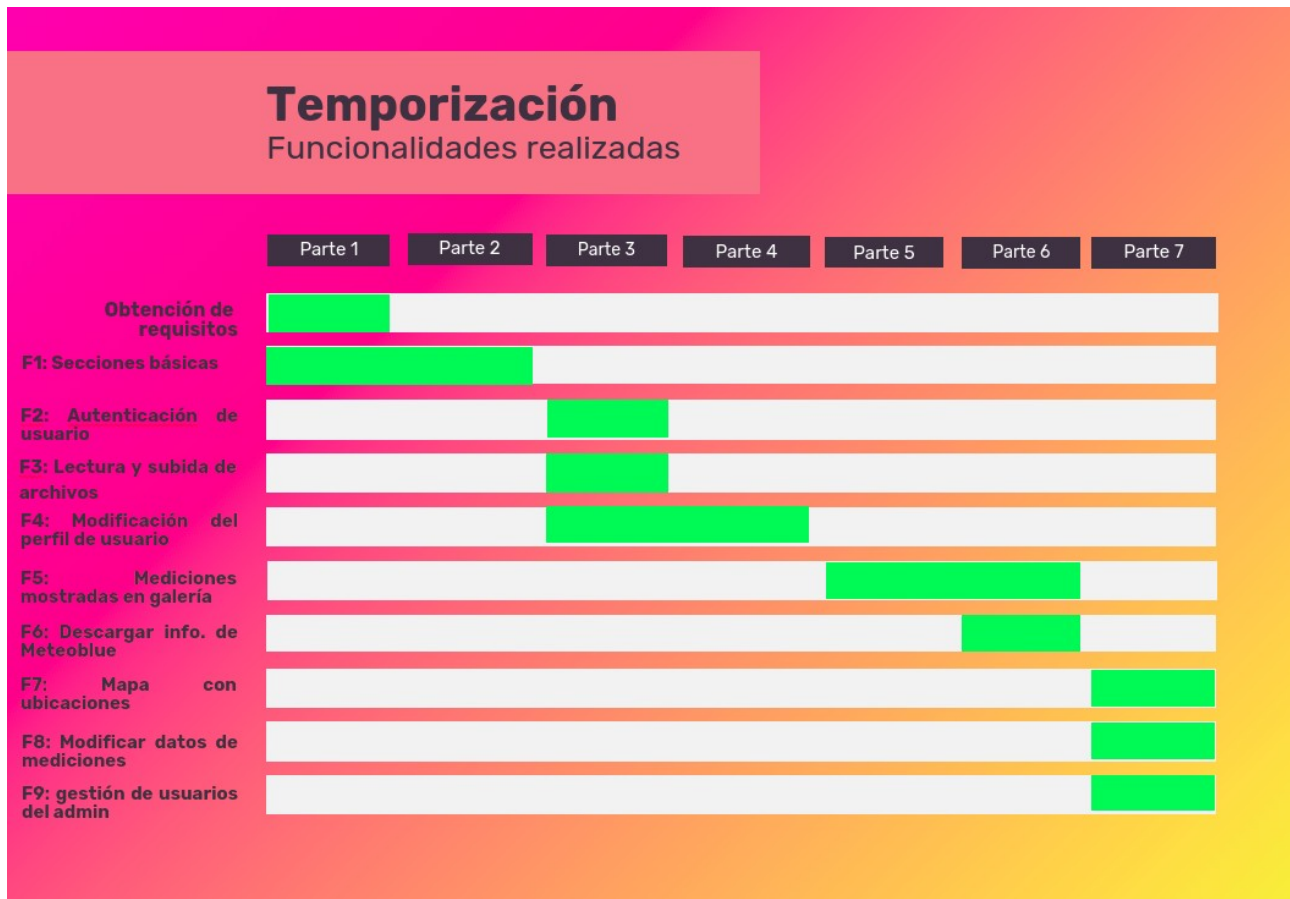 Temporización
Funcionalidades realizadas
Parte 1
Parte 2
Parte 3
Parte 4
Parte 5
Parte 6
Parte 7
Obtención de
requisitos
F1: Secciones básicas
F2: Autenticación de
usuario
F3: Lectura y subida de
archivos
F4: Modificación del
perfil de usuario
F5: Mediciones
mostradas en galería
F6: Descargar info. de
Meteoblue
F7: Mapa con
ubicaciones
F8: Modificar datos de
mediciones
F9: gestión de usuarios
del admin